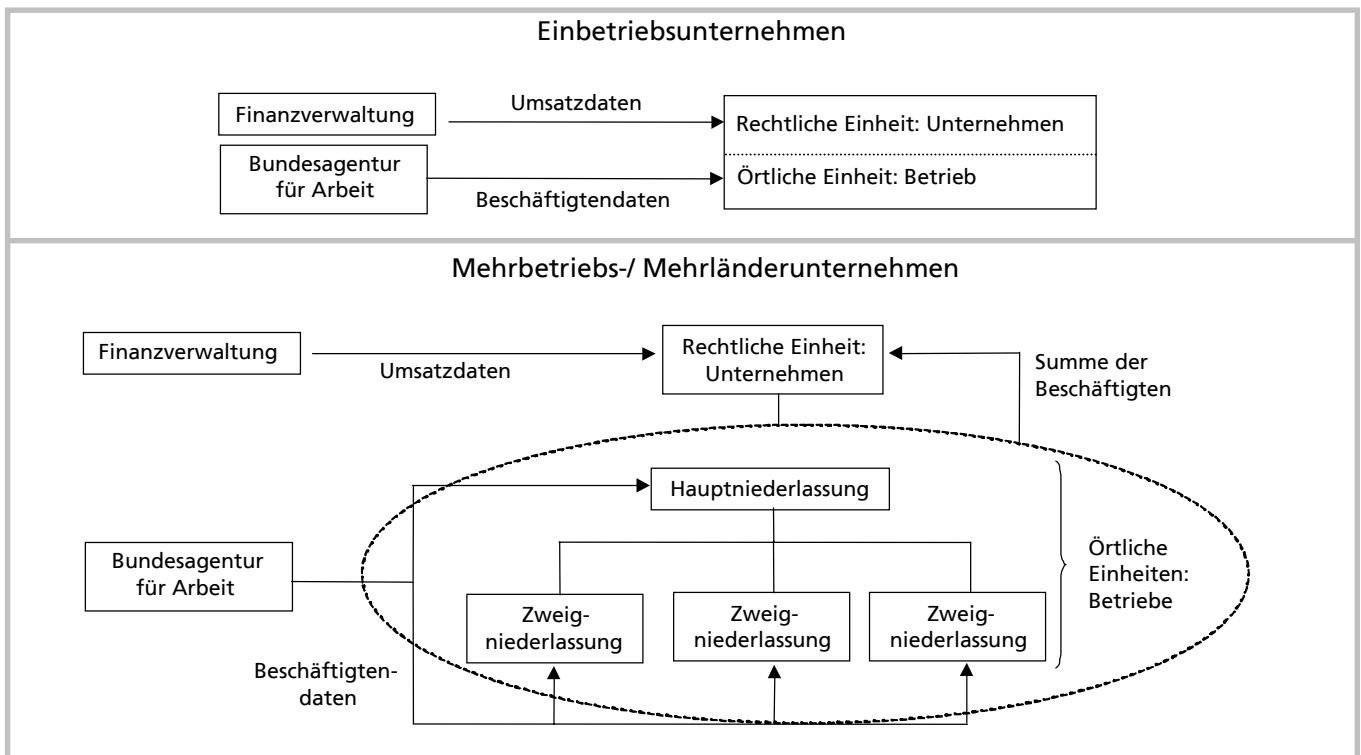 Einbetriebsunternehmen
Finanzverwaltung
Umsatzdaten
Rechtliche Einheit: Unternehmen
Bundesagentur
für Arbeit
Beschäftigtendaten
Örtliche Einheit: Betrieb
Mehrbetriebs-/ Mehrländerunternehmen
Finanzverwaltung
Umsatzdaten
Rechtliche Einheit:
Unternehmen
Summe der
Beschäftigten
Hauptniederlassung
Bundesagentur
für Arbeit
Örtliche
Einheiten:
Betriebe
Zweig-
niederlassung
Zweig-
niederlassung
Zweig-
niederlassung
Beschäftigten-
daten